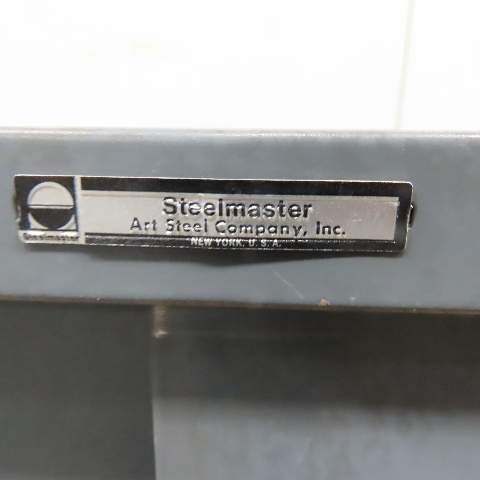 Steelmaster
Art Steel Company, Inc.
NEW YORK, U.S.A.
Steelmaster